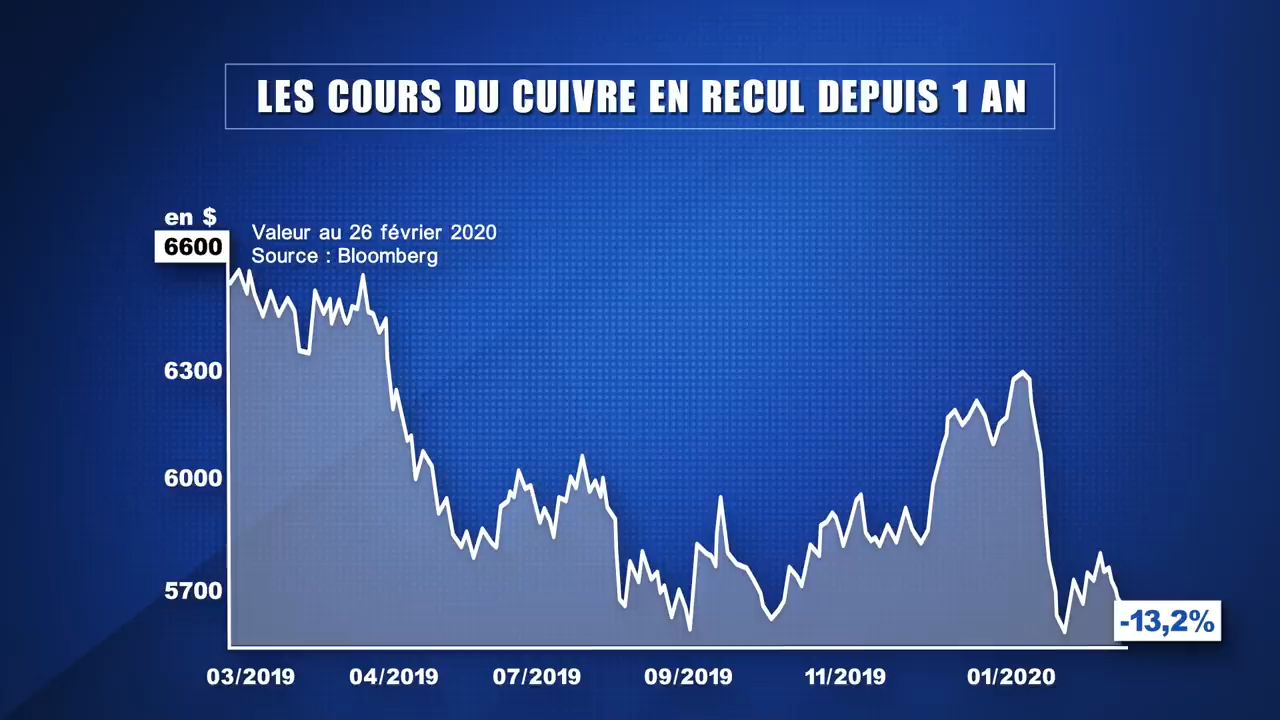 LES COURS DU CUIVRE EN RECUL DEPUIS 1 AN
en $
Valeur au 26 février 2020
6600
Source : Bloomberg
6300
6000
5700
-13,2%
03/2019 04/2019 07/2019 09/2019 11/2019 01/2020